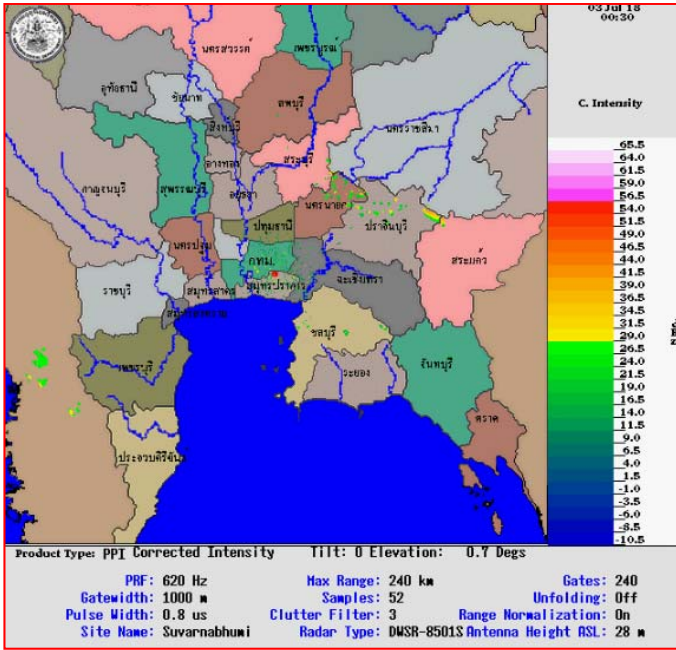 03 Jul 18
00:30
C. Intensity
65.5
64.0
61.5
59.0
56.5
54.0
51.5
49.0
46.5
44.0
41.5
39.0
36.5
34.0
31.5
29.0
26.5
24.0
21.5
19.0
16.5
14.0
11.5
9.0
6.5
4.0
1.5
-1.0
-3.5
-6.0
-8.5
-10.5
นครสวรรค์
เพชรบูรณ์
อุทัยธานี
ชัยนาท
ลพบุรี
สิงห์บุรี
นครราชสีมา
อ่างทอง
สระบุรี
กาญจนบุรี
สุพรรณบุรี
อยุธยา
นครนายก
ปราจีนบุรี
ปทุมธานี
นครปฐม
กทม.
สระแก้ว
ราชบุรี
สมุทรสาคร
สมุทรปราการ
ฉะเชิงเทรา
ชลบุรี
เพชรบุรี
ระยอง
จันทบุรี
ตราด
ประจวบคีรีขันธ์
Product Type: PPI Corrected Intensity Tilt: 0 Elevation: 0.7 Degs
PRF: 620 Hz Max Range: 240 km Gates: 240
Gatewidth: 1000 m Samples: 52 Unfolding: Off
Pulse Width: 0.8 us Clutter Filter: 3 Range Normalization: On
Site Name: Suvarnabhumi Radar Type: DWSR-8501S Antenna Height ASL: 28 m